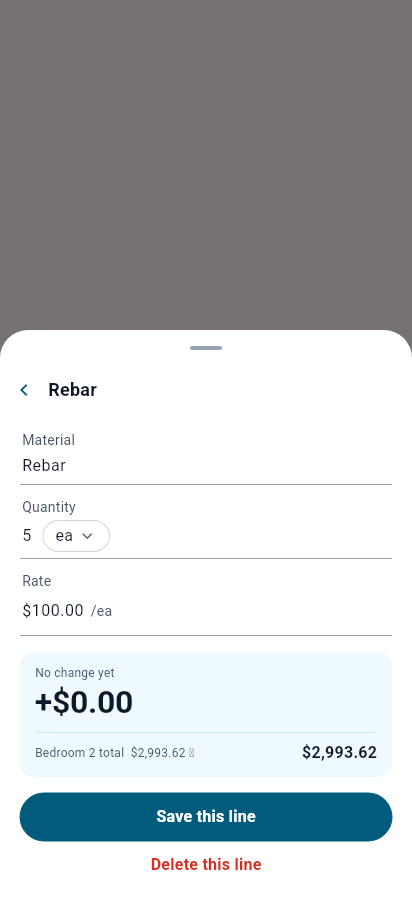 Rebar
Material
Rebar
Quantity
5 ea
Rate
$100.00 /ea
No change yet
+$0.00
Bedroom 2 total $2,993.62
$2,993.62
Save this line
Delete this line